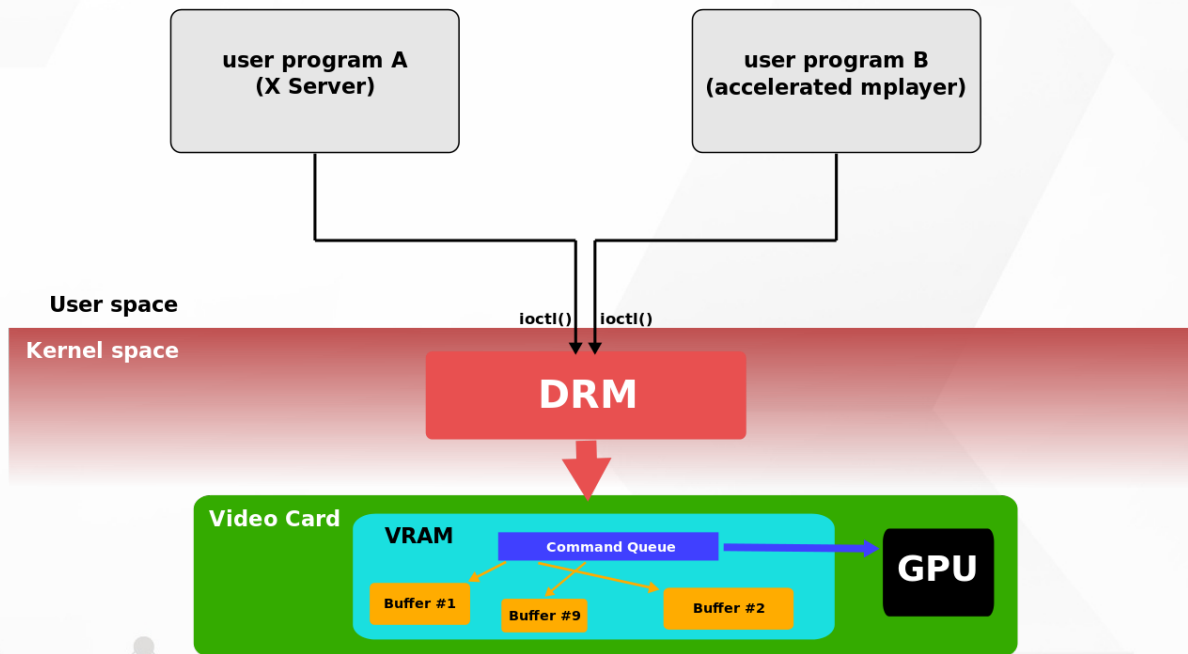 user program A
(X Server)
user program B
(accelerated mplayer)
User space
ioctl()
ioctl()
Kernel space
DRM
Video Card
VRAM
Command Queue
GPU
Buffer #1
Buffer #9
Buffer #2